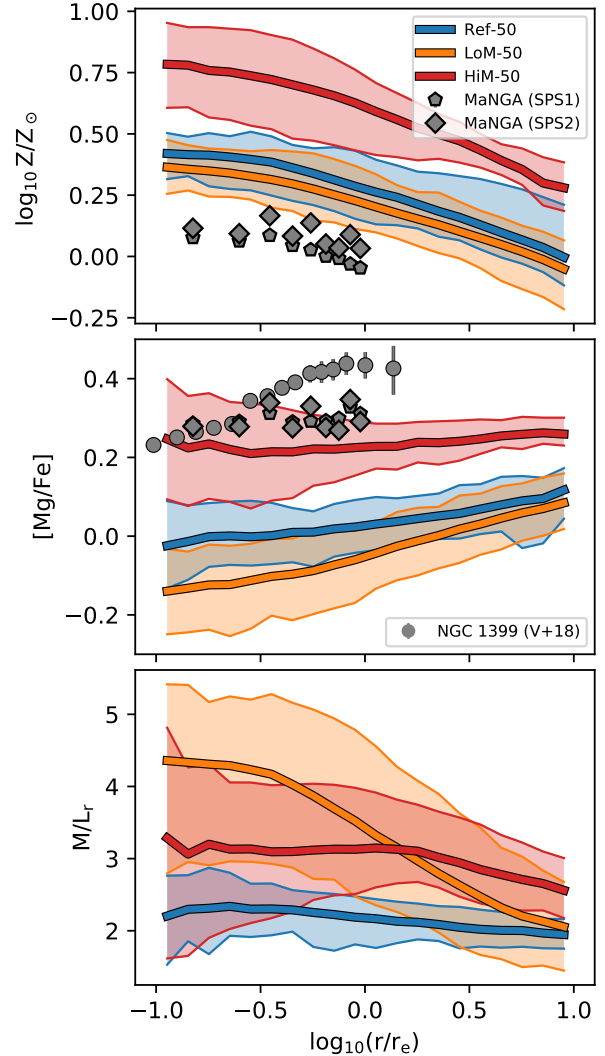 1.00
0.75
0.50
0.25
0.00
−0.25
log₁₀ Z/Z⊙
Ref-50
LoM-50
HiM-50
MaNGA (SPS1)
MaNGA (SPS2)
0.4
0.2
0.0
−0.2
[Mg/Fe]
NGC 1399 (V+18)
5
4
3
2
M/Lᵣ
−1.0 −0.5 0.0 0.5 1.0
log₁₀(r/rₑ)